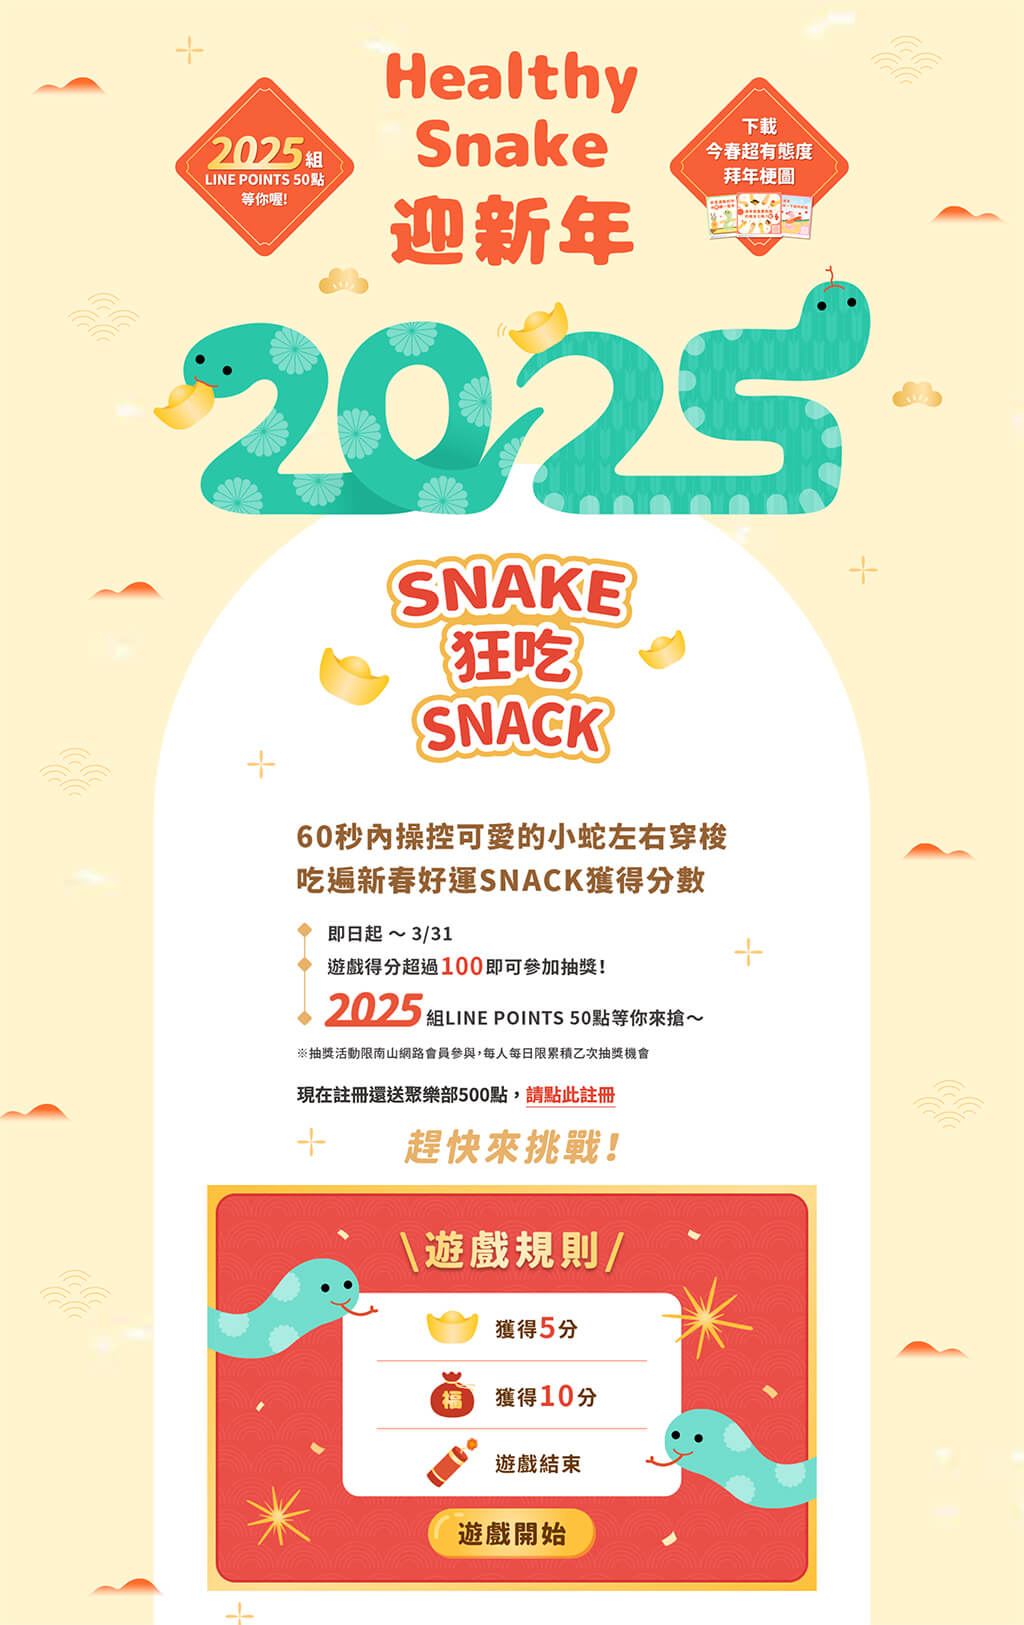 Healthy
Snake
迎新年
2025組
LINE POINTS 50點
等你喔!
下載
今春超有態度
拜年梗圖
2025
SNAKE
狂吃
SNACK
60秒內操控可愛的小蛇左右穿梭
吃遍新春好運SNACK獲得分數
即日起 ～ 3/31
遊戲得分超過100即可參加抽獎!
2025組LINE POINTS 50點等你來搶～
※抽獎活動限南山網路會員參與,每人每日限累積乙次抽獎機會
現在註冊還送聚樂部500點，請點此註冊
趕快來挑戰!
\遊戲規則/
獲得5分
福
獲得10分
遊戲結束
遊戲開始